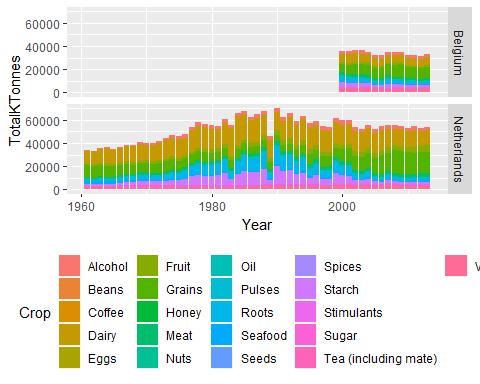 60000
40000
20000
0
Belgium
60000
40000
20000
0
Netherlands
TotalKTonnes
1960
1980
2000
Year
Crop
Alcohol
Beans
Coffee
Dairy
Eggs
Fruit
Grains
Honey
Meat
Nuts
Oil
Pulses
Roots
Seafood
Seeds
Spices
Starch
Stimulants
Sugar
Tea (including mate)